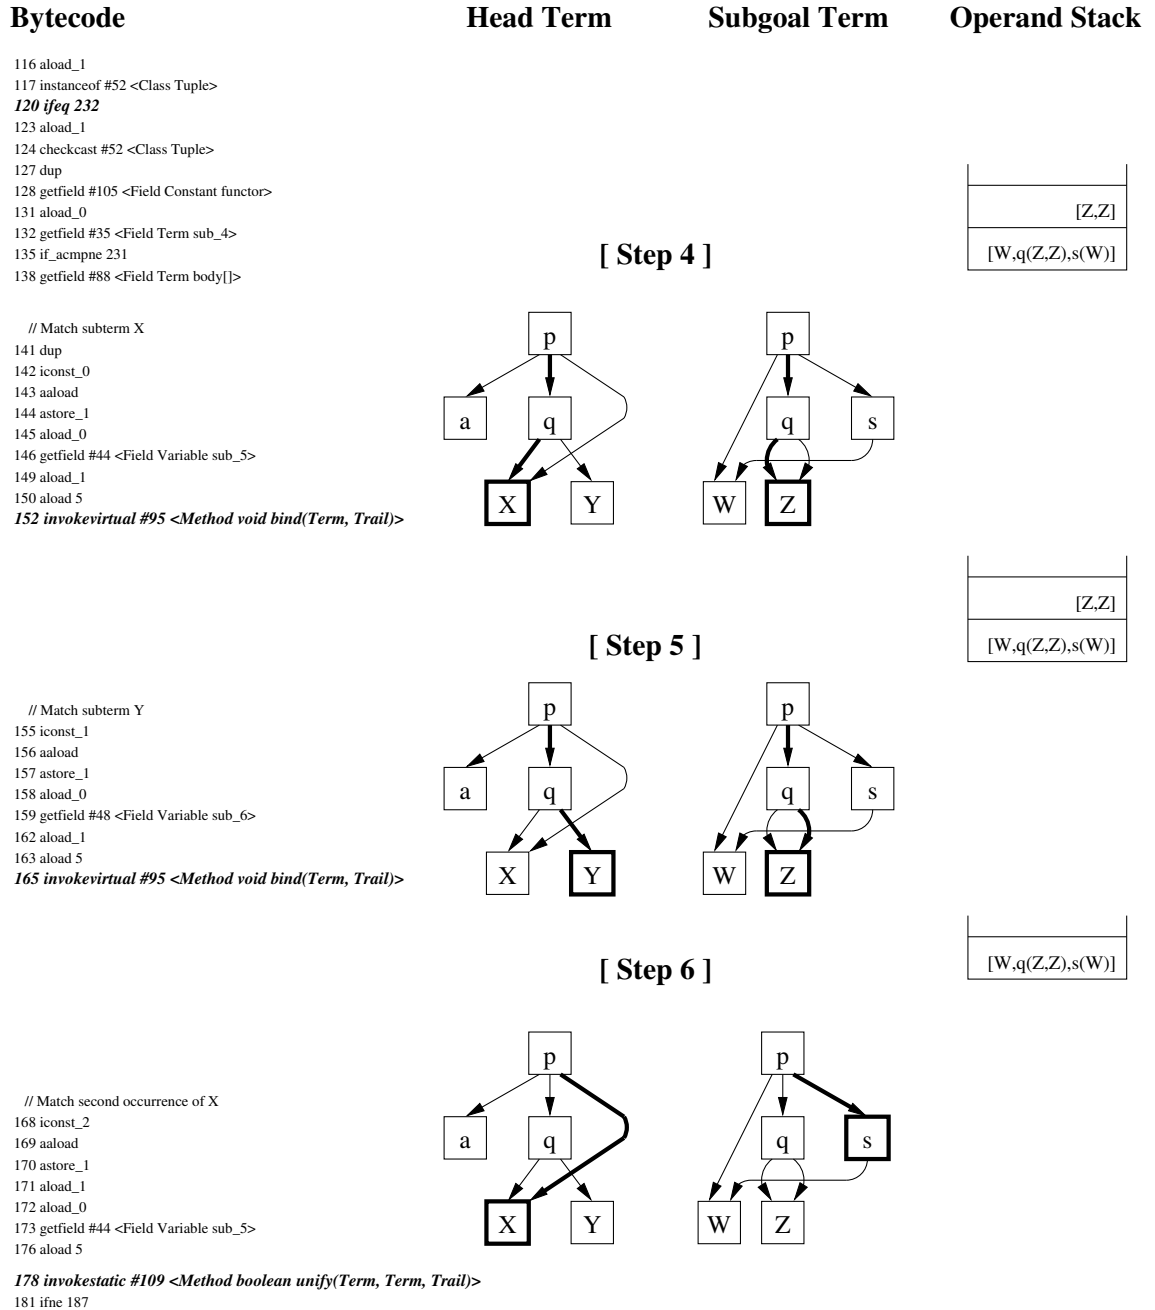 Bytecode Head Term Subgoal Term Operand Stack
116 aload_1
117 instanceof #52 <Class Tuple>
120 ifeq 232
123 aload_1
124 checkcast #52 <Class Tuple>
127 dup
128 getfield #105 <Field Constant functor>
131 aload_0
132 getfield #35 <Field Term sub_4>
135 if_acmpne 231
138 getfield #88 <Field Term body[]>
[ Step 4 ]
[Z,Z]
[W,q(Z,Z),s(W)]
// Match subterm X
141 dup
142 iconst_0
143 aaload
144 astore_1
145 aload_0
146 getfield #44 <Field Variable sub_5>
149 aload_1
150 aload 5
152 invokevirtual #95 <Method void bind(Term, Trail)>
p
a q
X Y
p
q s
W Z
[ Step 5 ]
[Z,Z]
[W,q(Z,Z),s(W)]
// Match subterm Y
155 iconst_1
156 aaload
157 astore_1
158 aload_0
159 getfield #48 <Field Variable sub_6>
162 aload_1
163 aload 5
165 invokevirtual #95 <Method void bind(Term, Trail)>
p
a q
X Y
p
q s
W Z
[ Step 6 ]
[W,q(Z,Z),s(W)]
// Match second occurrence of X
168 iconst_2
169 aaload
170 astore_1
171 aload_1
172 aload_0
173 getfield #44 <Field Variable sub_5>
176 aload 5
178 invokestatic #109 <Method boolean unify(Term, Term, Trail)>
181 ifne 187
p
a q
X Y
p
q s
W Z